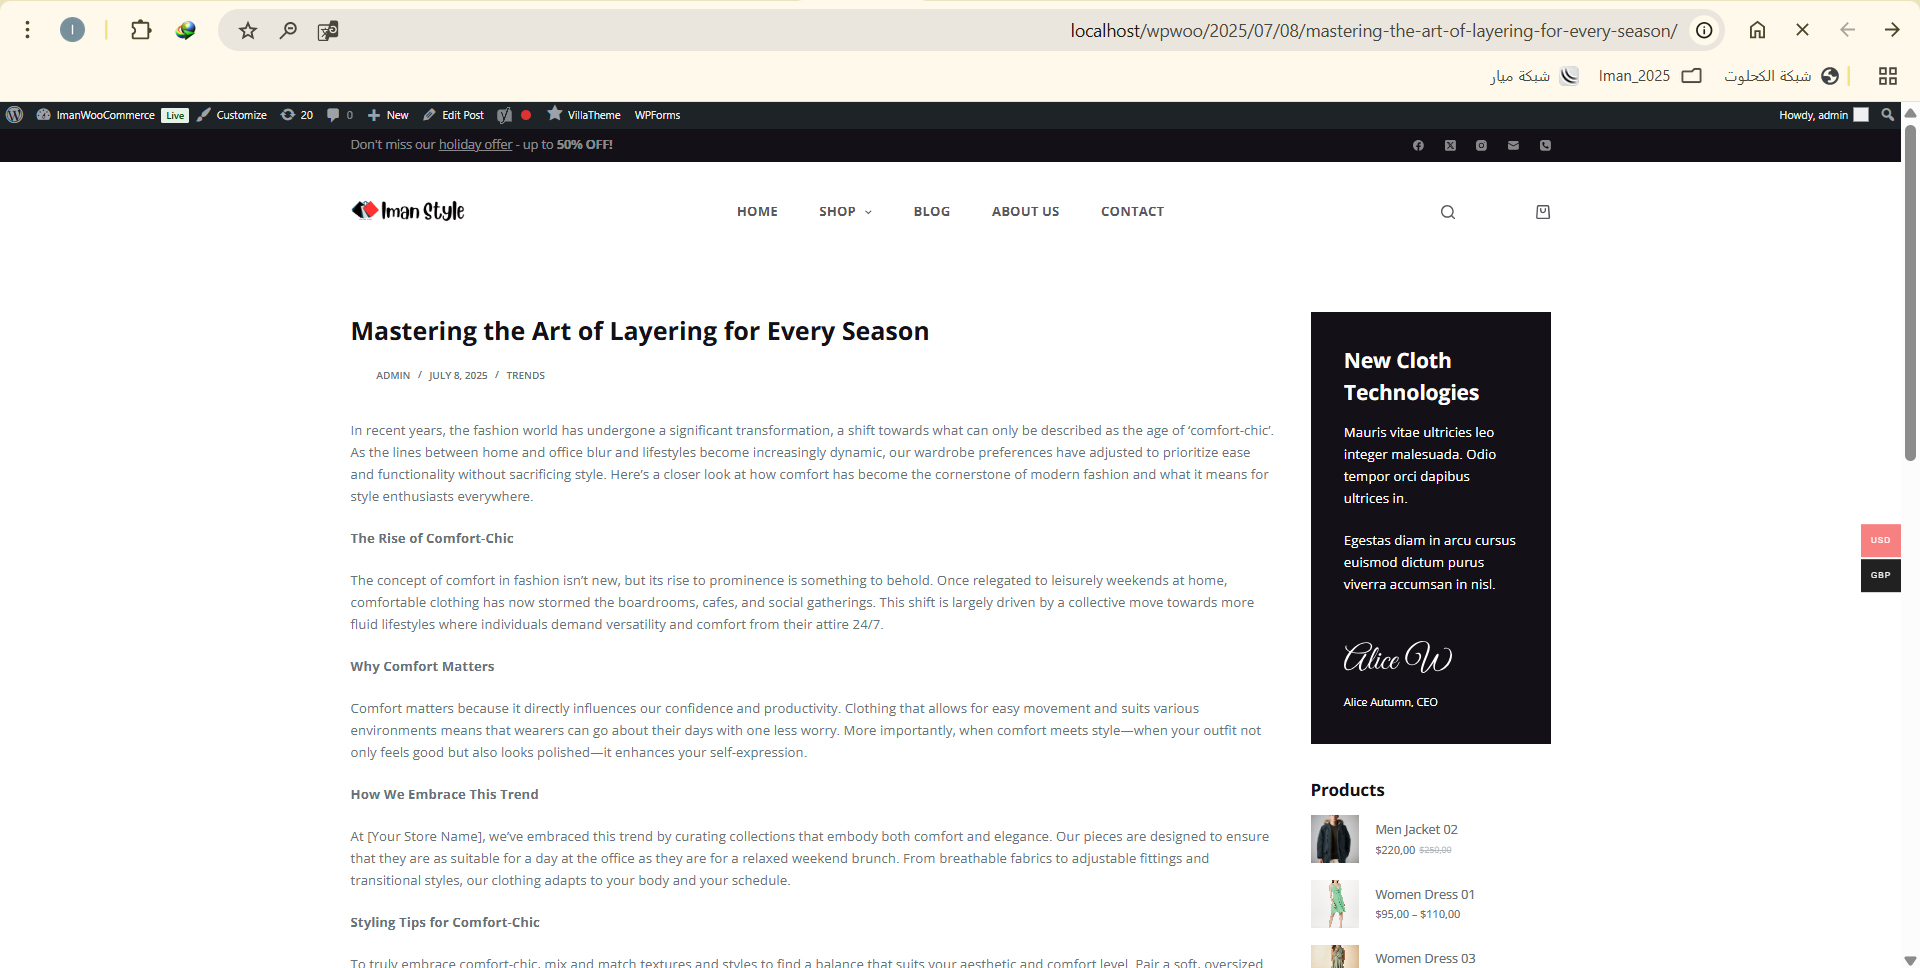 I
localhost/wpwoo/2025/07/08/mastering-the-art-of-layering-for-every-season/
شبكة الكحلوت
Iman_2025
شبكة ميار
ImanWooCommerce Live Customize 20 0 New Edit Post VillaTheme WPForms Howdy, admin
Don't miss our holiday offer - up to 50% OFF!
Iman Style
HOME SHOP BLOG ABOUT US CONTACT
Mastering the Art of Layering for Every Season
ADMIN / JULY 8, 2025 / TRENDS
In recent years, the fashion world has undergone a significant transformation, a shift towards what can only be described as the age of ‘comfort-chic’.
As the lines between home and office blur and lifestyles become increasingly dynamic, our wardrobe preferences have adjusted to prioritize ease
and functionality without sacrificing style. Here’s a closer look at how comfort has become the cornerstone of modern fashion and what it means for
style enthusiasts everywhere.
The Rise of Comfort-Chic
The concept of comfort in fashion isn’t new, but its rise to prominence is something to behold. Once relegated to leisurely weekends at home,
comfortable clothing has now stormed the boardrooms, cafes, and social gatherings. This shift is largely driven by a collective move towards more
fluid lifestyles where individuals demand versatility and comfort from their attire 24/7.
Why Comfort Matters
Comfort matters because it directly influences our confidence and productivity. Clothing that allows for easy movement and suits various
environments means that wearers can go about their days with one less worry. More importantly, when comfort meets style—when your outfit not
only feels good but also looks polished—it enhances your self-expression.
How We Embrace This Trend
At [Your Store Name], we’ve embraced this trend by curating collections that embody both comfort and elegance. Our pieces are designed to ensure
that they are as suitable for a day at the office as they are for a relaxed weekend brunch. From breathable fabrics to adjustable fittings and
transitional styles, our clothing adapts to your body and your schedule.
Styling Tips for Comfort-Chic
To truly embrace comfort-chic, mix and match textures and styles to find a balance that suits your aesthetic and comfort level. Pair a soft, oversized
New Cloth
Technologies
Mauris vitae ultricies leo
integer malesuada. Odio
tempor orci dapibus
ultrices in.
Egestas diam in arcu cursus
euismod dictum purus
viverra accumsan in nisl.
Alice W
Alice Autumn, CEO
Products
Men Jacket 02
$220,00 $250,00
Women Dress 01
$95,00 – $110,00
Women Dress 03
USD
GBP